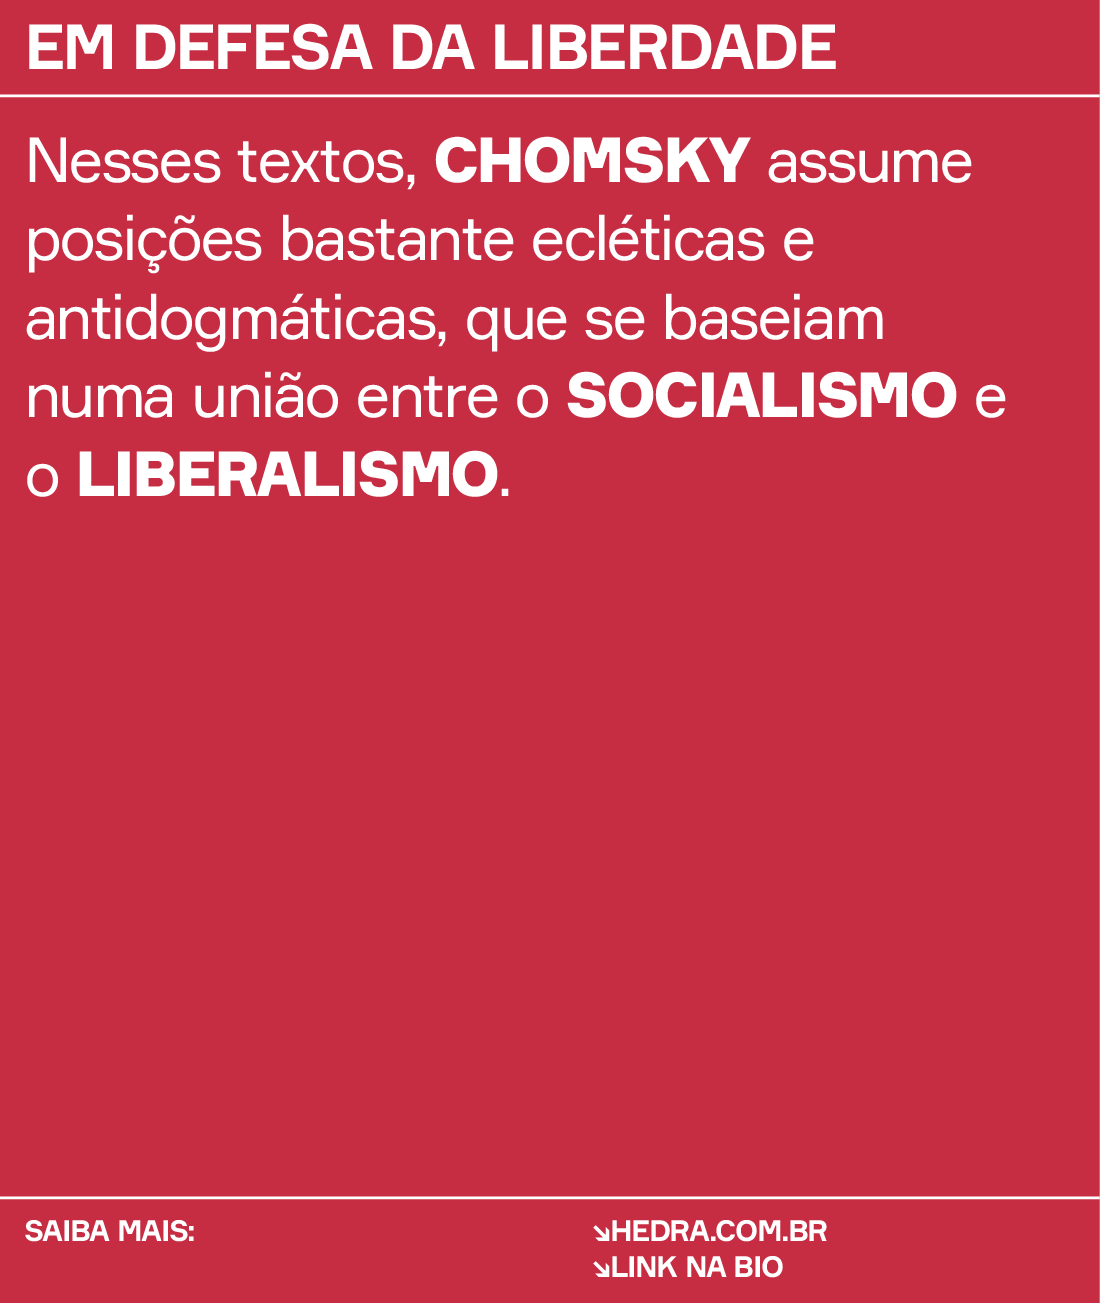 EM DEFESA DA LIBERDADE
Nesses textos, CHOMSKY assume
posições bastante ecléticas e
antidogmáticas, que se baseiam
numa união entre o SOCIALISMO e
o LIBERALISMO.
SAIBA MAIS:
↘HEDRA.COM.BR
↘LINK NA BIO